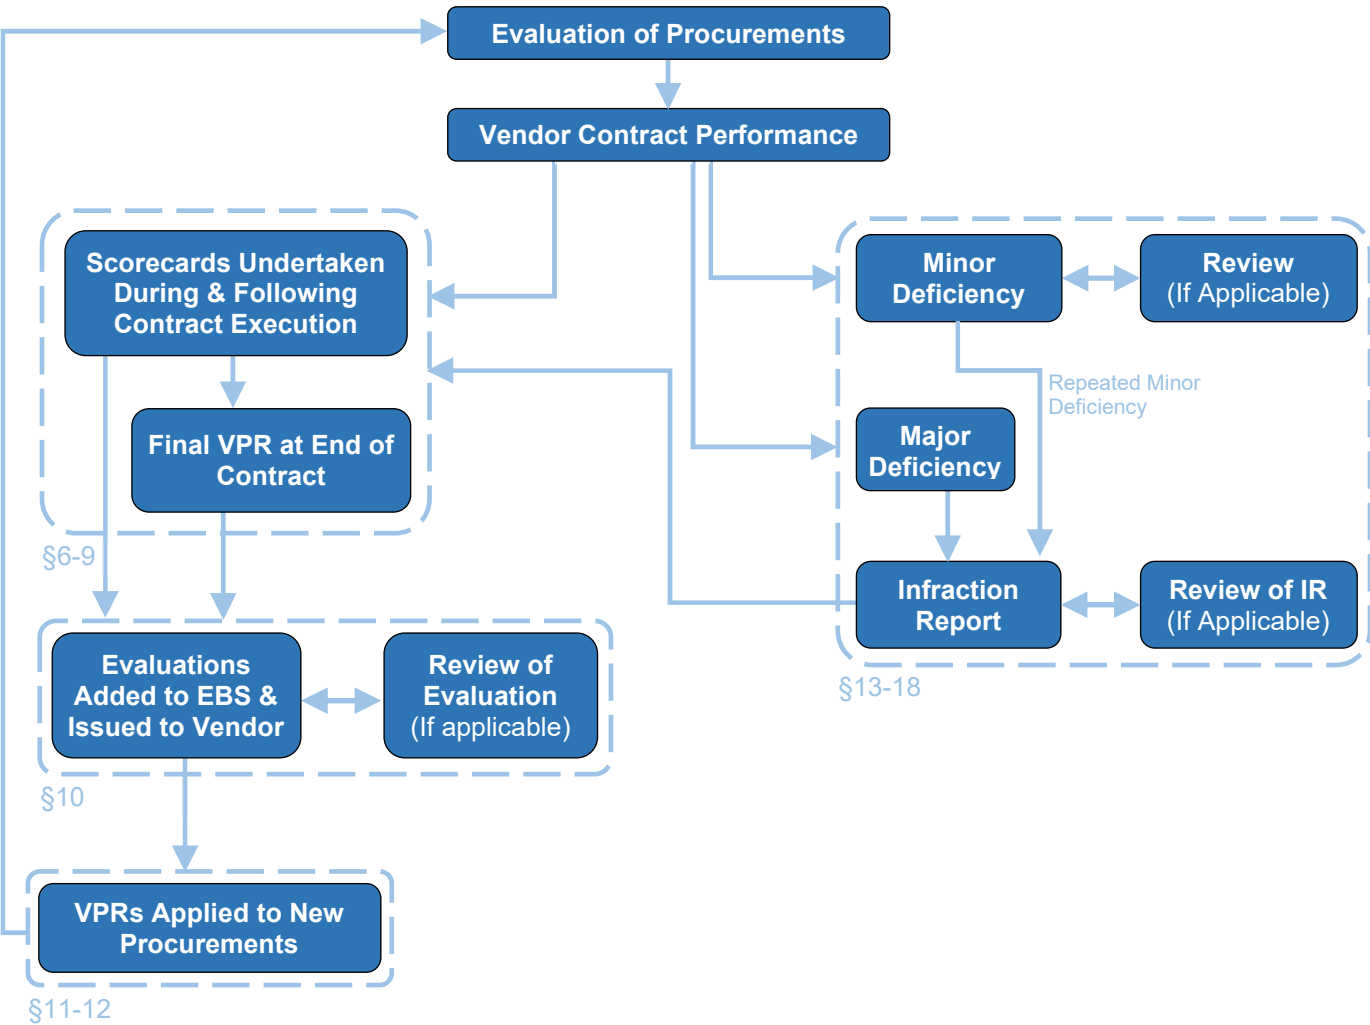 Evaluation of Procurements
Vendor Contract Performance
Scorecards Undertaken
During & Following
Contract Execution
Final VPR at End of
Contract
§6-9
Minor
Deficiency
Review
(If Applicable)
Repeated Minor
Deficiency
Major
Deficiency
Infraction
Report
Review of IR
(If Applicable)
§13-18
Evaluations
Added to EBS &
Issued to Vendor
Review of
Evaluation
(If applicable)
§10
VPRs Applied to New
Procurements
§11-12